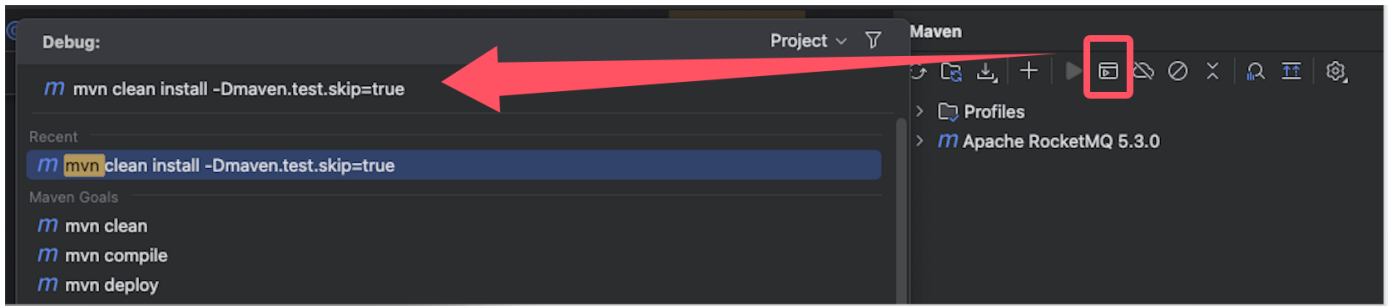 Debug:
Project
m mvn clean install -Dmaven.test.skip=true
Recent
m mvn clean install -Dmaven.test.skip=true
Maven Goals
m mvn clean
m mvn compile
m mvn deploy
Maven
Profiles
m Apache RocketMQ 5.3.0